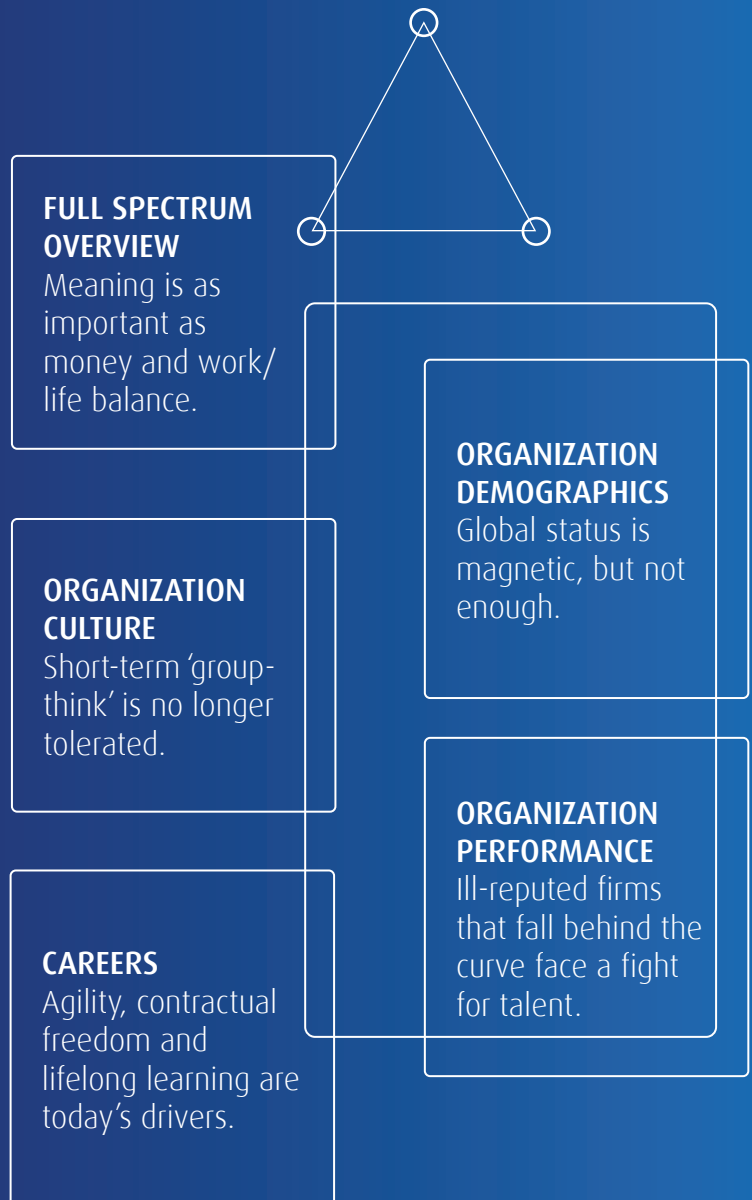 FULL SPECTRUM
OVERVIEW
Meaning is as
important as
money and work/
life balance.
ORGANIZATION
DEMOGRAPHICS
Global status is
magnetic, but not
enough.
ORGANIZATION
CULTURE
Short-term ‘group-
think’ is no longer
tolerated.
ORGANIZATION
PERFORMANCE
Ill-reputed firms
that fall behind the
curve face a fight
for talent.
CAREERS
Agility, contractual
freedom and
lifelong learning are
today’s drivers.